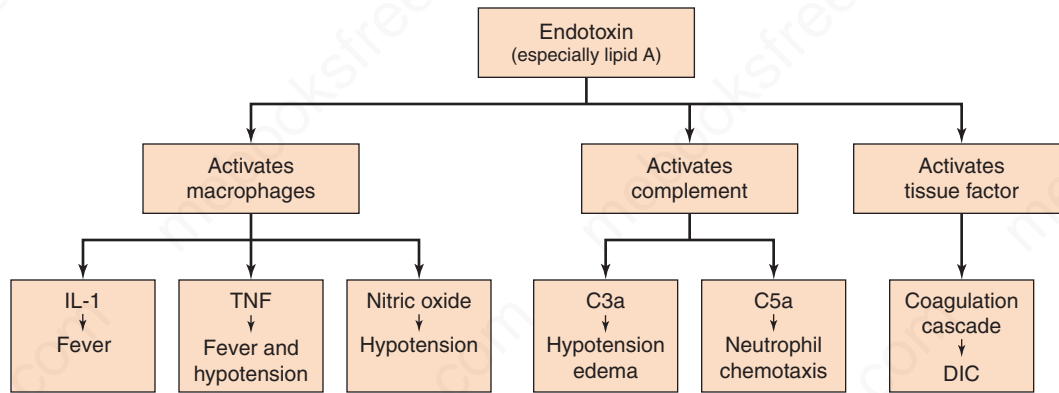 Endotoxin
(especially lipid A)
Activates
macrophages
Activates
complement
Activates
tissue factor
IL-1
Fever
TNF
Fever and
hypotension
Nitric oxide
Hypotension
C3a
Hypotension
edema
C5a
Neutrophil
chemotaxis
Coagulation
cascade
DIC